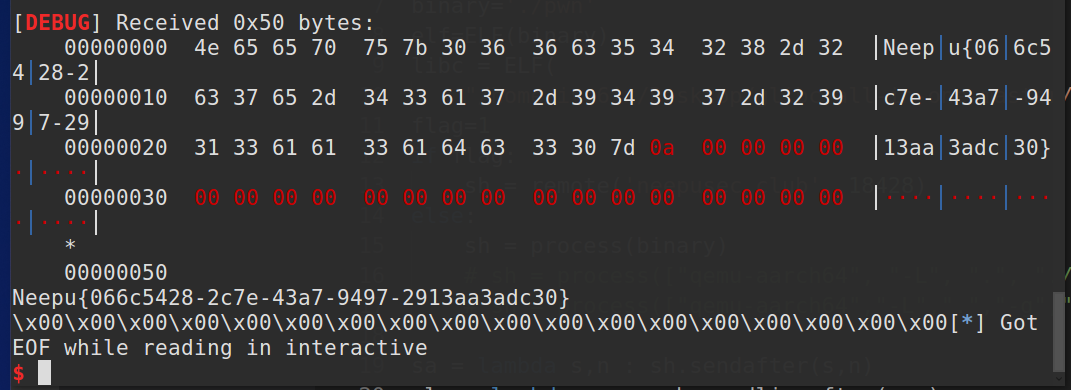 [DEBUG] Received 0x50 bytes:
00000000 4e 65 65 70 75 7b 30 36 36 63 35 34 32 38 2d 32 |Neep|u{06|6c5
4|28-2|
00000010 63 37 65 2d 34 33 61 37 2d 39 34 39 37 2d 32 39 |c7e-|43a7|-94
9|7-29|
00000020 31 33 61 61 33 61 64 63 33 30 7d 0a 00 00 00 00 |13aa|3adc|30}
·|····|
00000030 00 00 00 00 00 00 00 00 00 00 00 00 00 00 00 00 |····|····|···
·|····|
*
00000050
Neepu{066c5428-2c7e-43a7-9497-2913aa3adc30}
\x00\x00\x00\x00\x00\x00\x00\x00\x00\x00\x00\x00\x00\x00\x00\x00\x00\x00[*] Got
EOF while reading in interactive
$